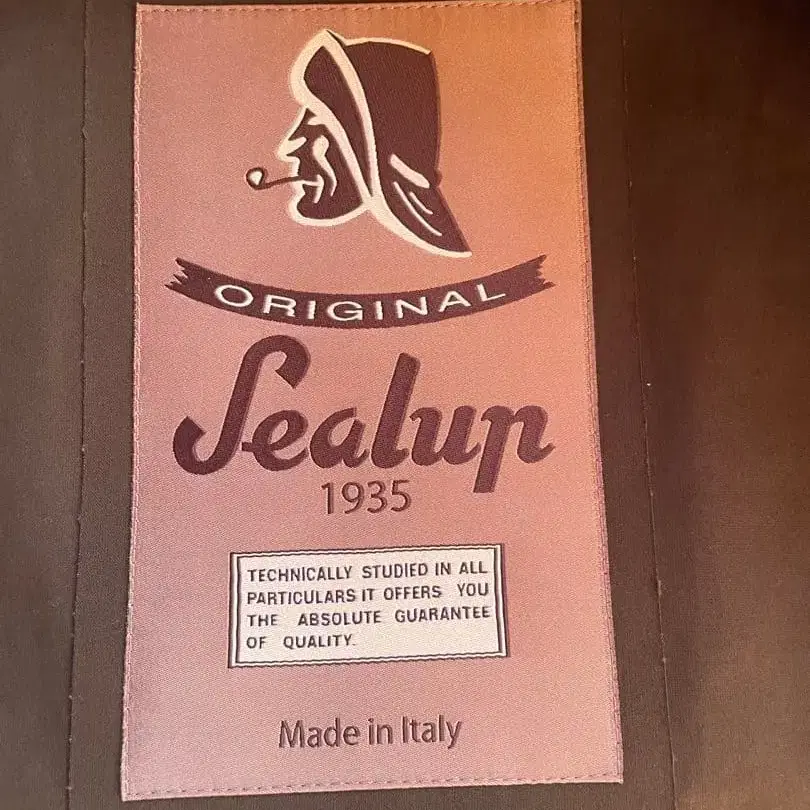 ORIGINAL
Sealup
1935
TECHNICALLY STUDIED IN ALL
PARTICULARS IT OFFERS YOU
THE ABSOLUTE GUARANTEE
OF QUALITY.
Made in Italy